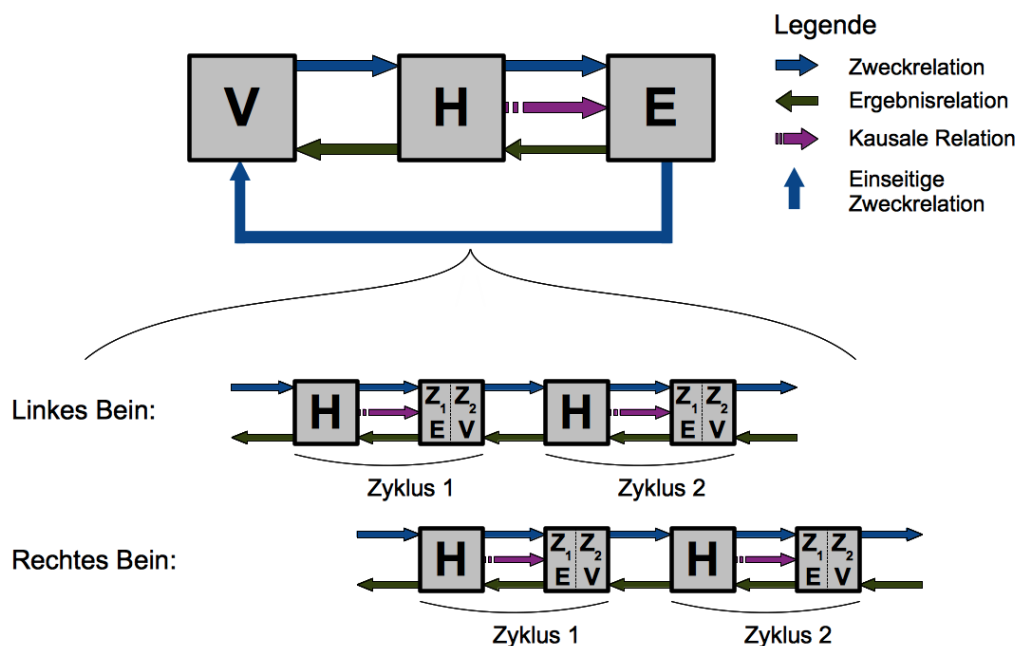 Legende
V H E
Zweckrelation
Ergebnisrelation
Kausale Relation
Einseitige
Zweckrelation
Linkes Bein:
H Z1 Z2 H Z1 Z2
E V E V
Zyklus 1 Zyklus 2
Rechtes Bein:
H Z1 Z2 H Z1 Z2
E V E V
Zyklus 1 Zyklus 2